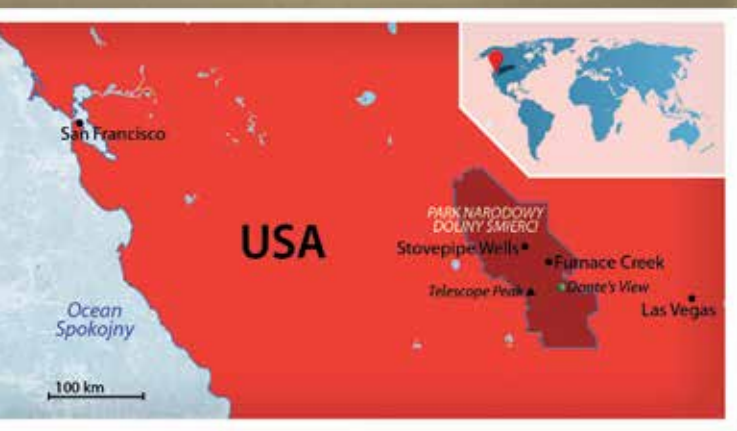 San Francisco
USA
PARK NARODOWY
DOLINY ŚMIERCI
Stovepipe Wells
Furnace Creek
Telescope Peak
Dante's View
Las Vegas
Ocean
Spokojny
100 km